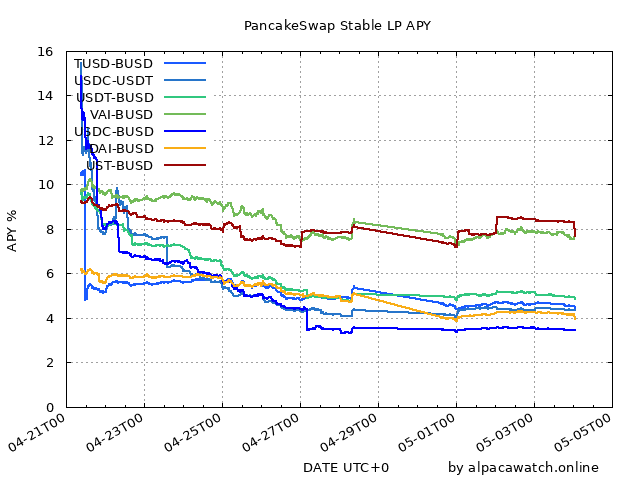 PancakeSwap Stable LP APY
APY %
16
14
12
10
8
6
4
2
0
TUSD-BUSD
USDC-USDT
USDT-BUSD
VAI-BUSD
USDC-BUSD
DAI-BUSD
UST-BUSD
04-21T00
04-23T00
04-25T00
04-27T00
04-29T00
05-01T00
05-03T00
05-05T00
DATE UTC+0
by alpacawatch.online